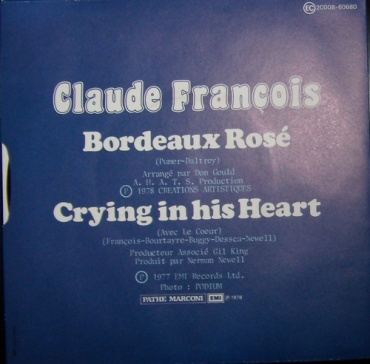 2C008-60680
Claude François
Bordeaux Rosé
(Pumer-Daltrey)
Arrangé par Don Gould
A. H. A. T. S. Production
Ⓟ 1978 CREATIONS ARTISTIQUES
Crying in his Heart
(Avec Le Coeur)
(François-Bourtayre-Buggy-Dessca-Newell)
Producteur Associé Gil King
Produit par Norman Newell
Ⓟ 1977 EMI Records Ltd.
Photo : PODIUM
PATHE MARCONI EMI Ⓟ 1978